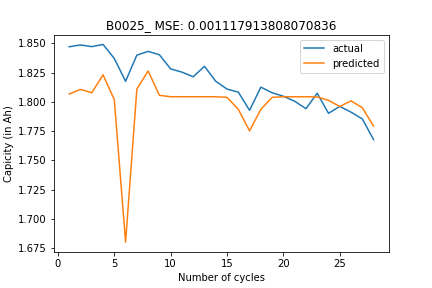 B0025_ MSE: 0.001117913808070836
actual
predicted
Capicity (in Ah)
1.850
1.825
1.800
1.775
1.750
1.725
1.700
1.675
0 5 10 15 20 25
Number of cycles